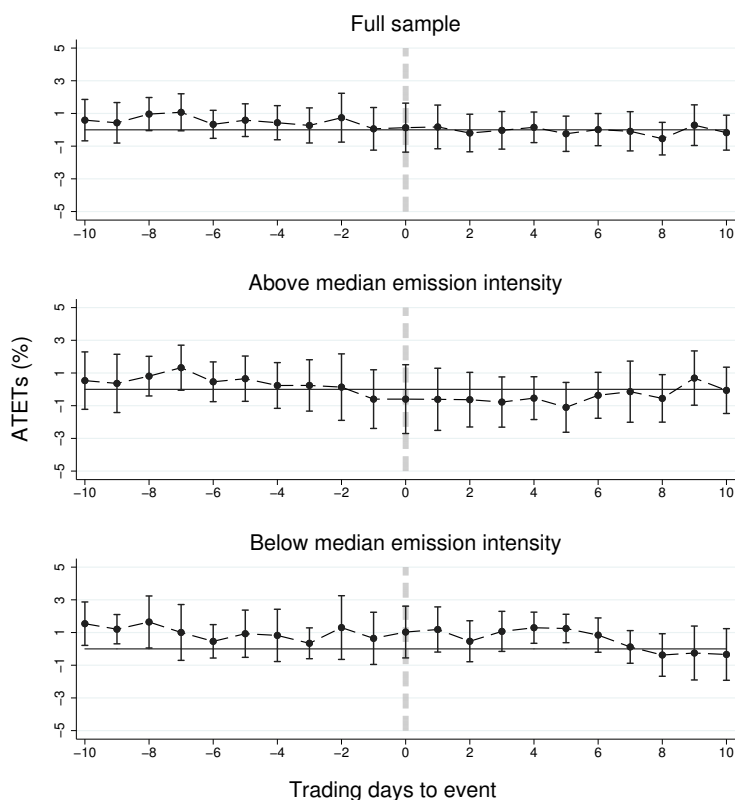 Full sample
5
3
1
−1
−3
−5
−10 −8 −6 −4 −2 0 2 4 6 8 10
Above median emission intensity
ATETs (%)
5
3
1
−1
−3
−5
−10 −8 −6 −4 −2 0 2 4 6 8 10
Below median emission intensity
5
3
1
−1
−3
−5
−10 −8 −6 −4 −2 0 2 4 6 8 10
Trading days to event